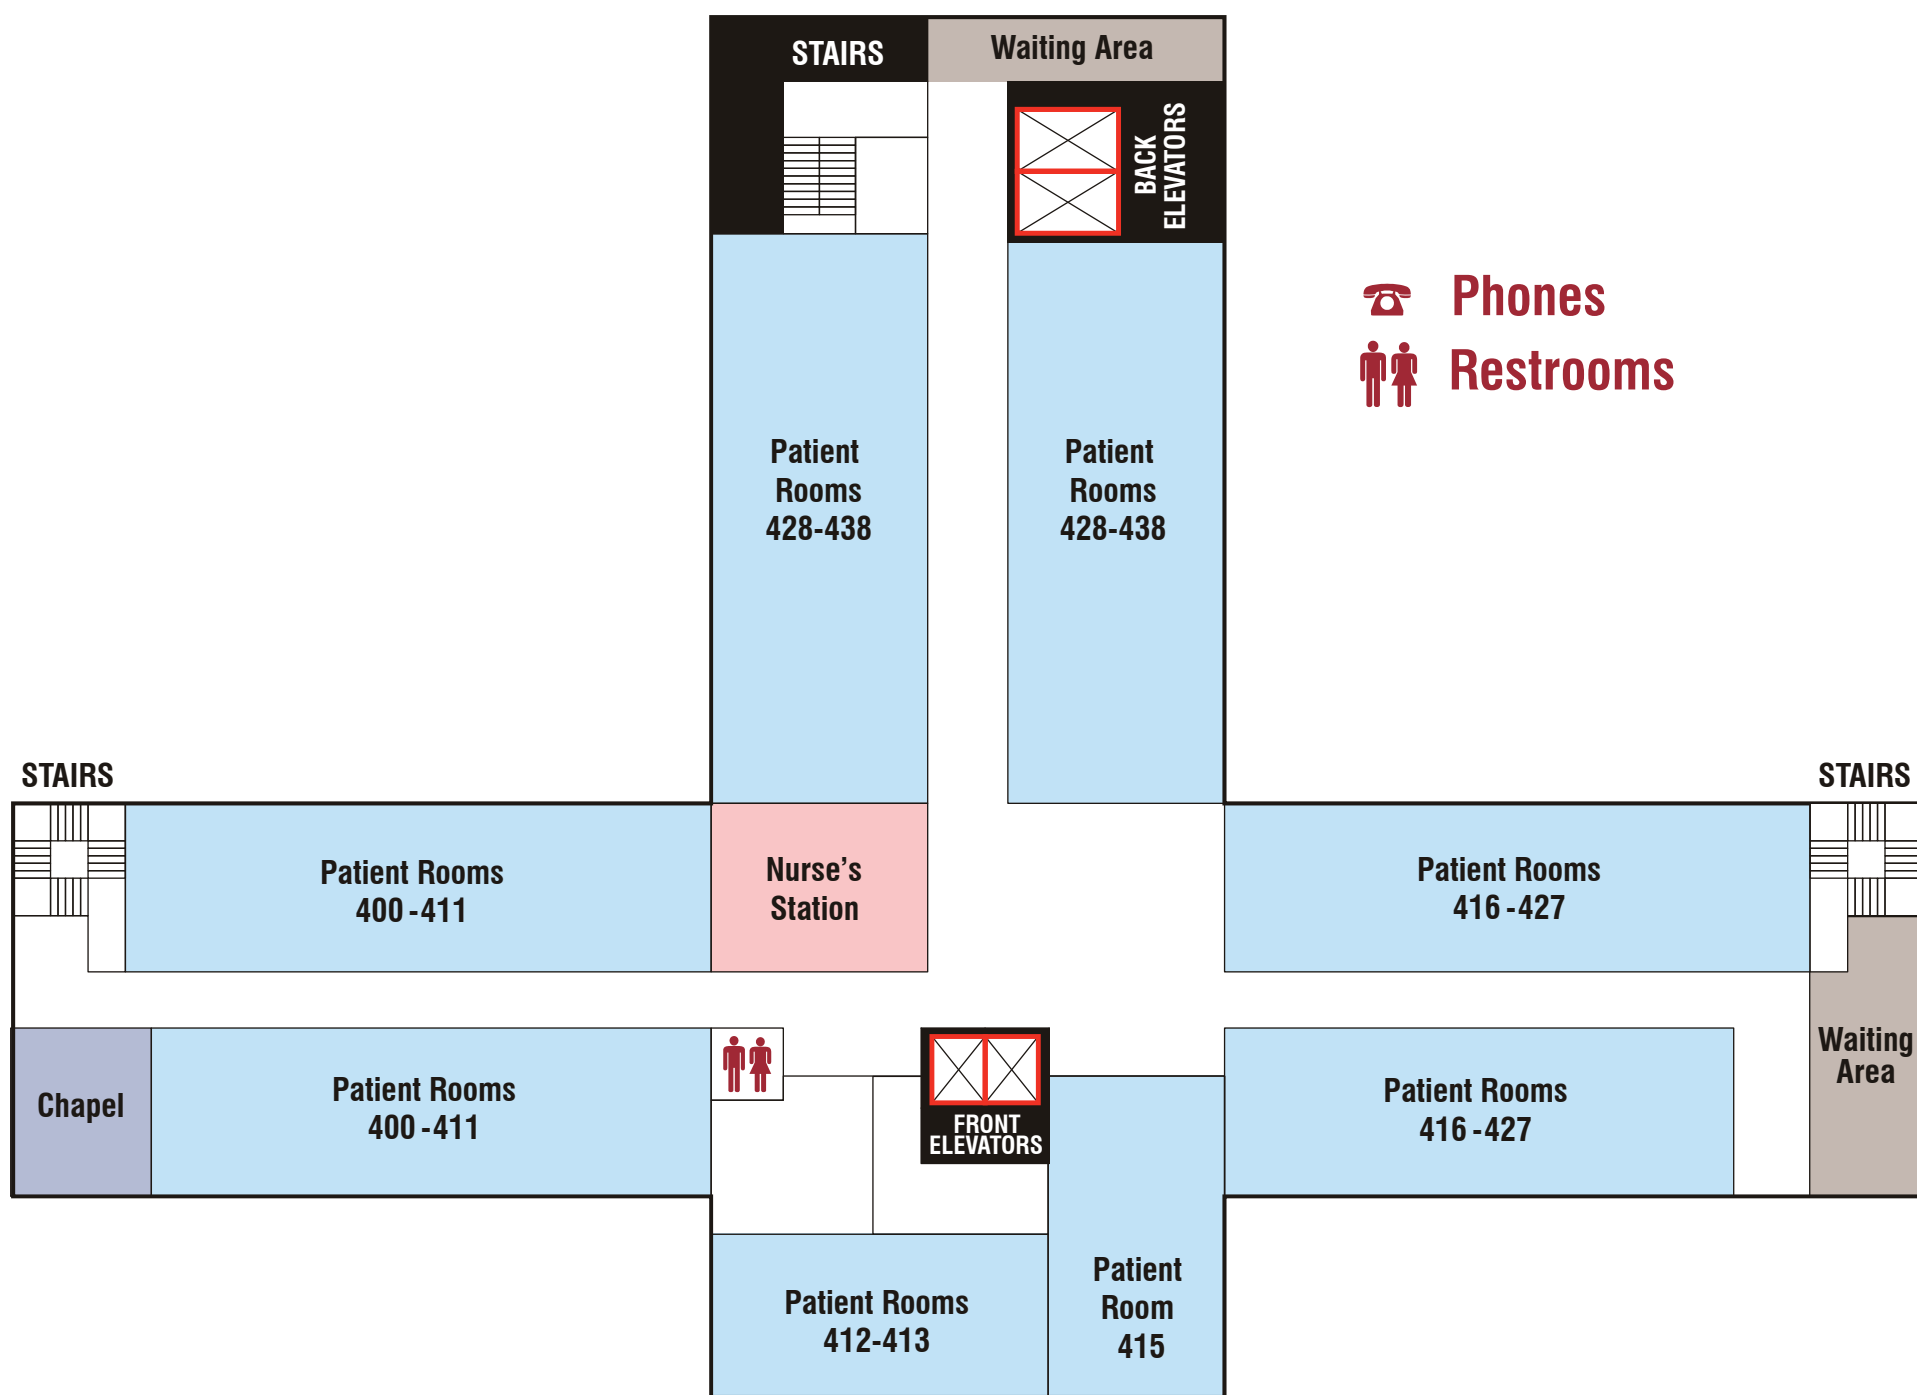 STAIRS
Waiting Area
BACK
ELEVATORS
Phones
Restrooms
Patient
Rooms
428-438
Patient
Rooms
428-438
STAIRS
STAIRS
Patient Rooms
400-411
Nurse’s
Station
Patient Rooms
416-427
Chapel
Patient Rooms
400-411
FRONT
ELEVATORS
Patient Rooms
416-427
Waiting
Area
Patient Rooms
412-413
Patient
Room
415